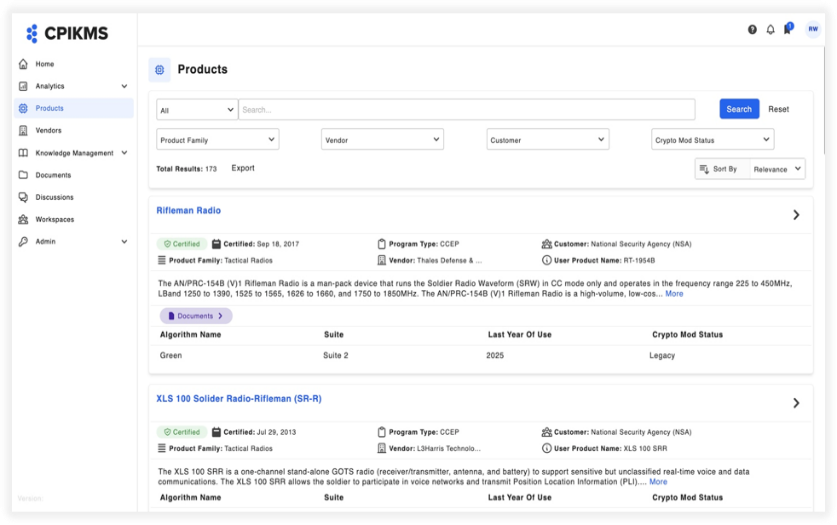 CPIKMS
1
RW
Home
Analytics
Products
Vendors
Knowledge Management
Documents
Discussions
Workspaces
Admin
Version:
Products
All Search... Search Reset
Product Family Vendor Customer Crypto Mod Status
Total Results: 173 Export Sort By Relevance
Rifleman Radio
Certified Certified: Sep 18, 2017 Program Type: CCEP Customer: National Security Agency (NSA)
Product Family: Tactical Radios Vendor: Thales Defense & ... User Product Name: RT-1954B
The AN/PRC-154B (V)1 Rifleman Radio is a man-pack device that runs the Soldier Radio Waveform (SRW) in CC mode only and operates in the frequency range 225 to 450MHz,
LBand 1250 to 1390, 1525 to 1565, 1626 to 1660, and 1750 to 1850MHz. The AN/PRC-154B (V)1 Rifleman Radio is a high-volume, low-cos... More
Documents
Algorithm Name Suite Last Year Of Use Crypto Mod Status
Green Suite 2 2025 Legacy
XLS 100 Solider Radio-Rifleman (SR-R)
Certified Certified: Jul 29, 2013 Program Type: CCEP Customer: National Security Agency (NSA)
Product Family: Tactical Radios Vendor: L3Harris Technolo... User Product Name: XLS 100 SRR
The XLS 100 SRR is a one-channel stand-alone GOTS radio (receiver/transmitter, antenna, and battery) to support sensitive but unclassified real-time voice and data
communications. The XLS 100 SRR allows the soldier to participate in voice networks and transmit Position Location Information (PLI).... More
Algorithm Name Suite Last Year Of Use Crypto Mod Status